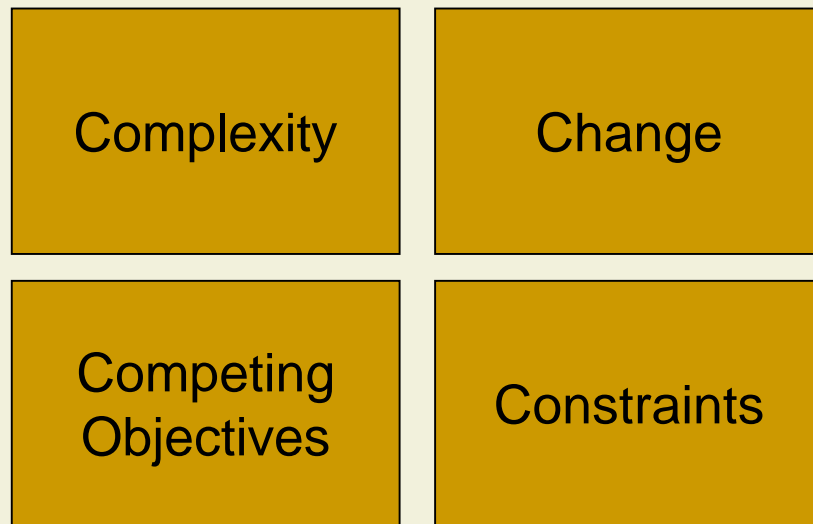 Complexity
Change
Competing
Objectives
Constraints